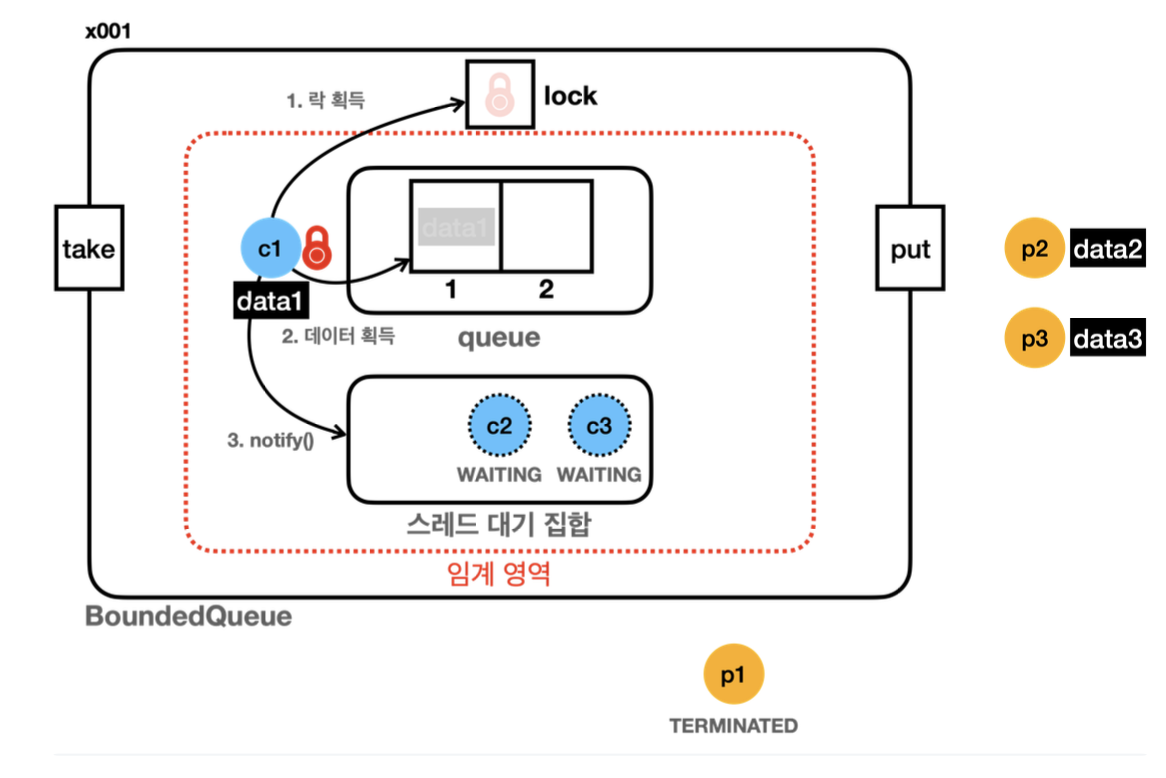 x001
1. 락 획득
lock
take
c1
data1
data1
1
2
2. 데이터 획득
queue
put
p2
data2
p3
data3
3. notify()
c2
c3
WAITING
WAITING
스레드 대기 집합
임계 영역
BoundedQueue
p1
TERMINATED